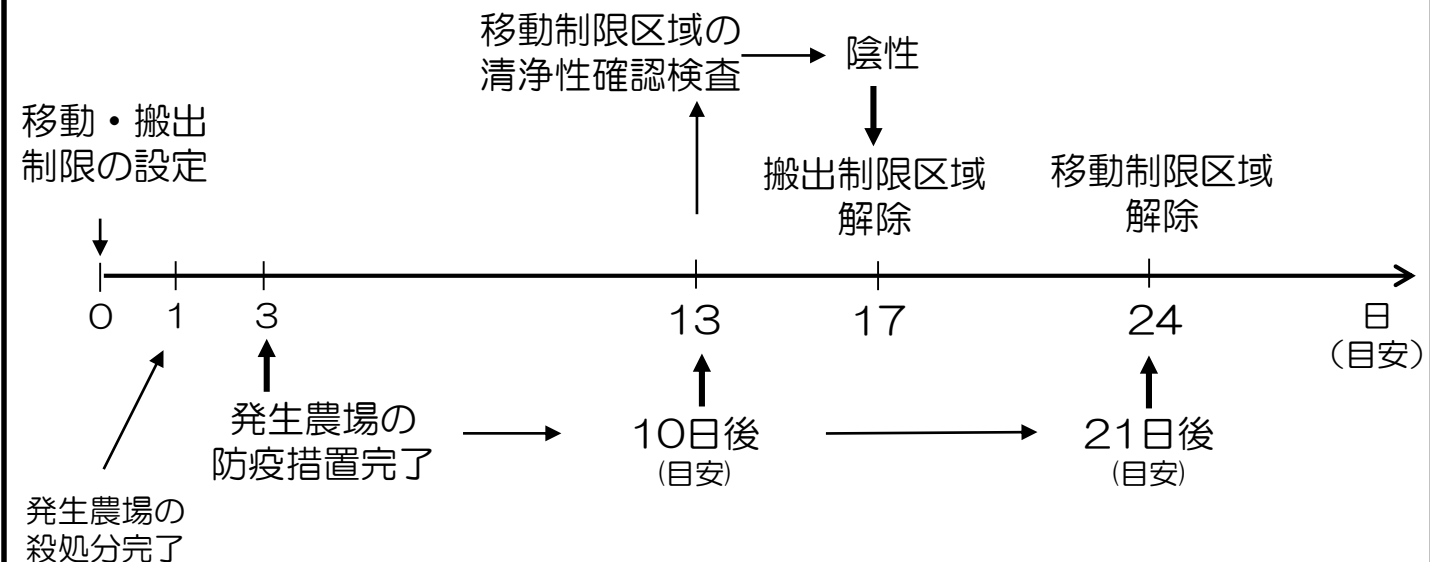 移動制限区域の
清浄性確認検査
陰性
移動・搬出
制限の設定
搬出制限区域
解除
移動制限区域
解除
0
1
3
13
17
24
日
(目安)
発生農場の
防疫措置完了
10日後
(目安)
21日後
(目安)
発生農場の
殺処分完了